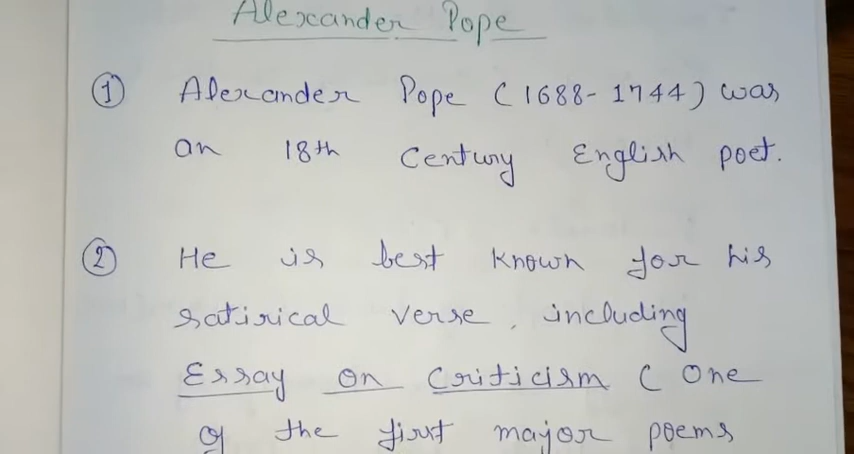 Alexander Pope
① Alexander Pope (1688-1744) was
an 18th Century English poet.
② He is best known for his
satirical verse, including
Essay on Criticism ( One
of the first major poems